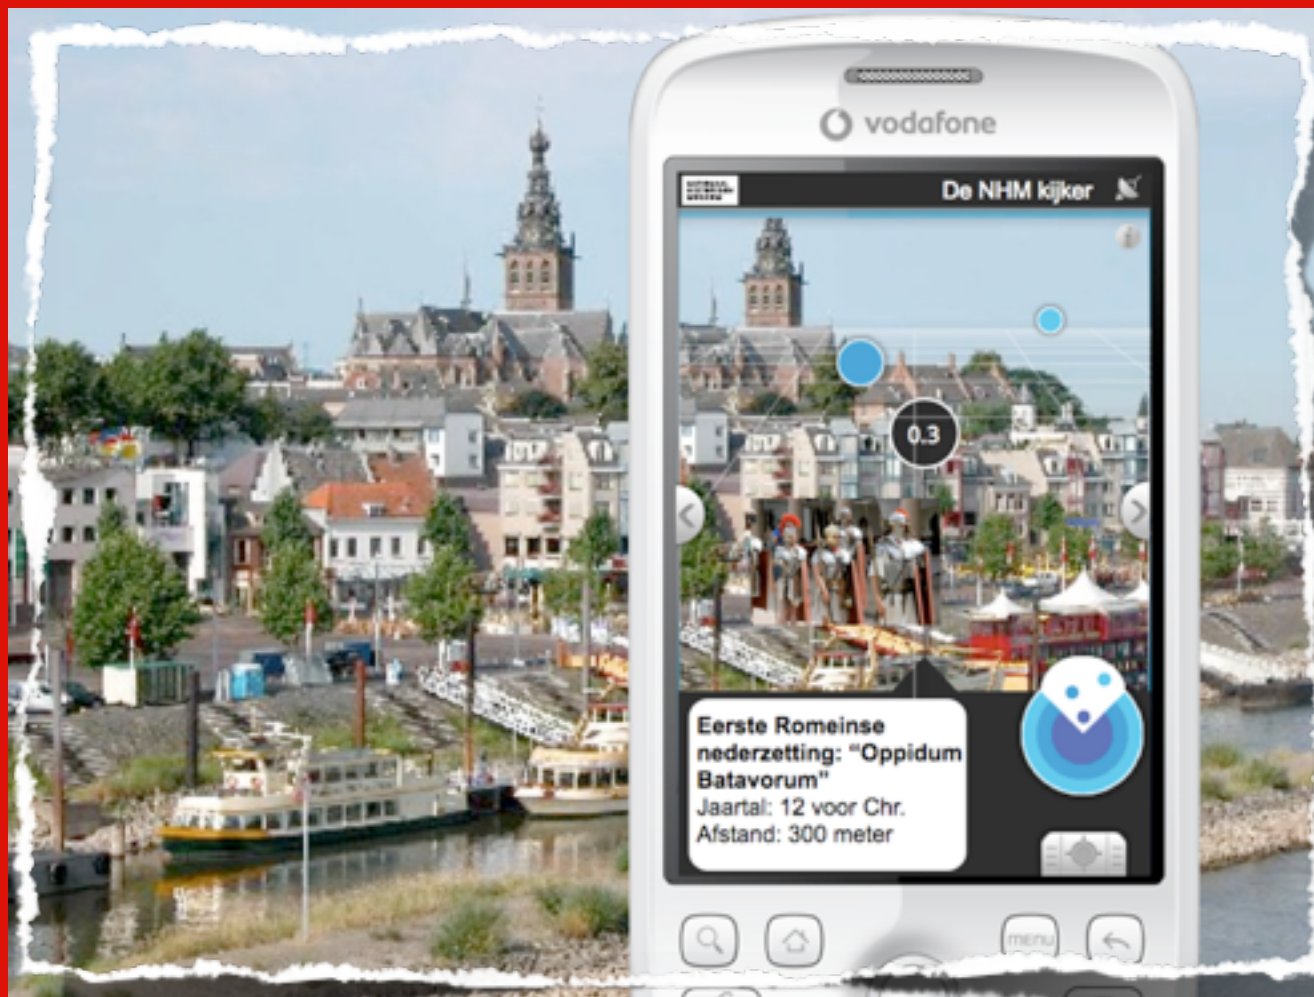 vodafone
De NHM kijker
0.3
Eerste Romeinse
nederzetting: “Oppidum
Batavorum”
Jaartal: 12 voor Chr.
Afstand: 300 meter
MENU